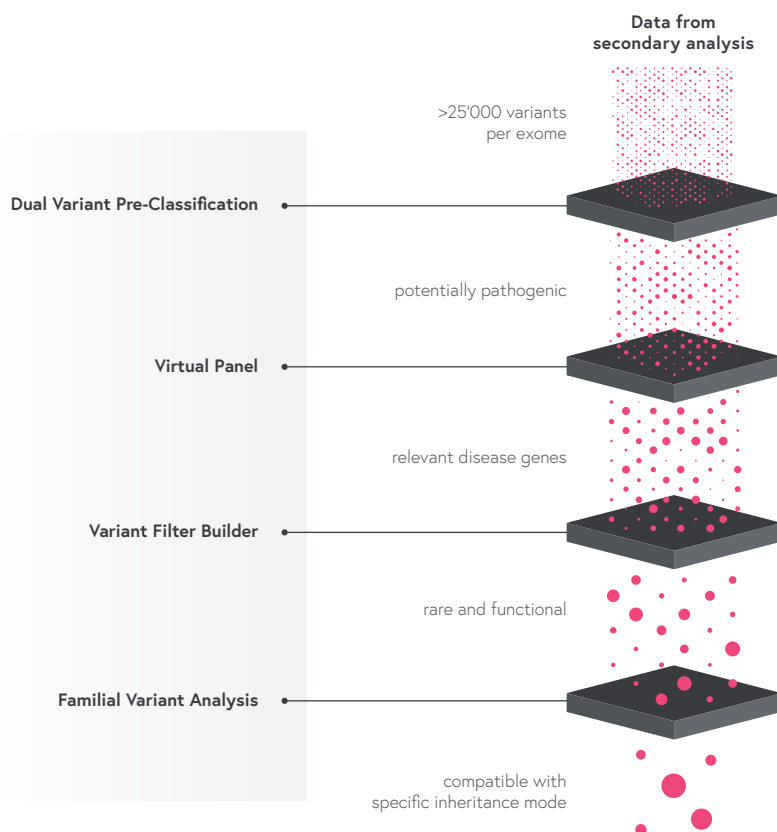 Data from
secondary analysis
>25'000 variants
per exome
Dual Variant Pre-Classification
potentially pathogenic
Virtual Panel
relevant disease genes
Variant Filter Builder
rare and functional
Familial Variant Analysis
compatible with
specific inheritance mode